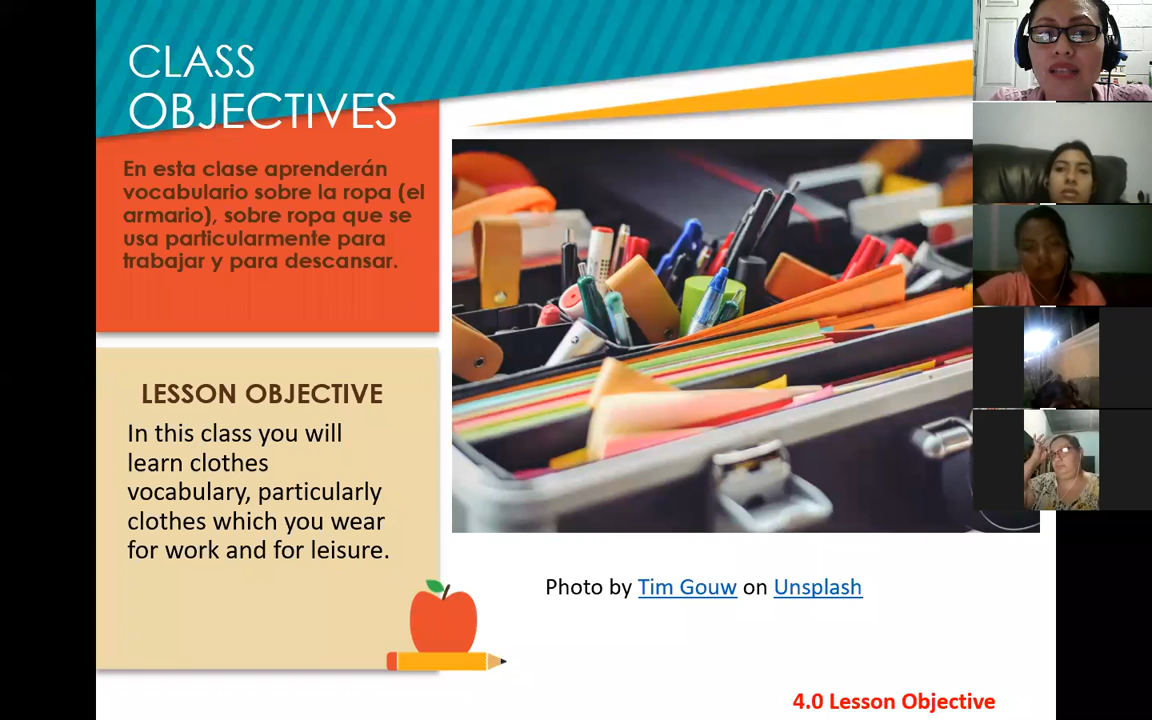 CLASS
OBJECTIVES
En esta clase aprenderán
vocabulario sobre la ropa (el
armario), sobre ropa que se
usa particularmente para
trabajar y para descansar.
LESSON OBJECTIVE
In this class you will
learn clothes
vocabulary, particularly
clothes which you wear
for work and for leisure.
Photo by Tim Gouw on Unsplash
4.0 Lesson Objective